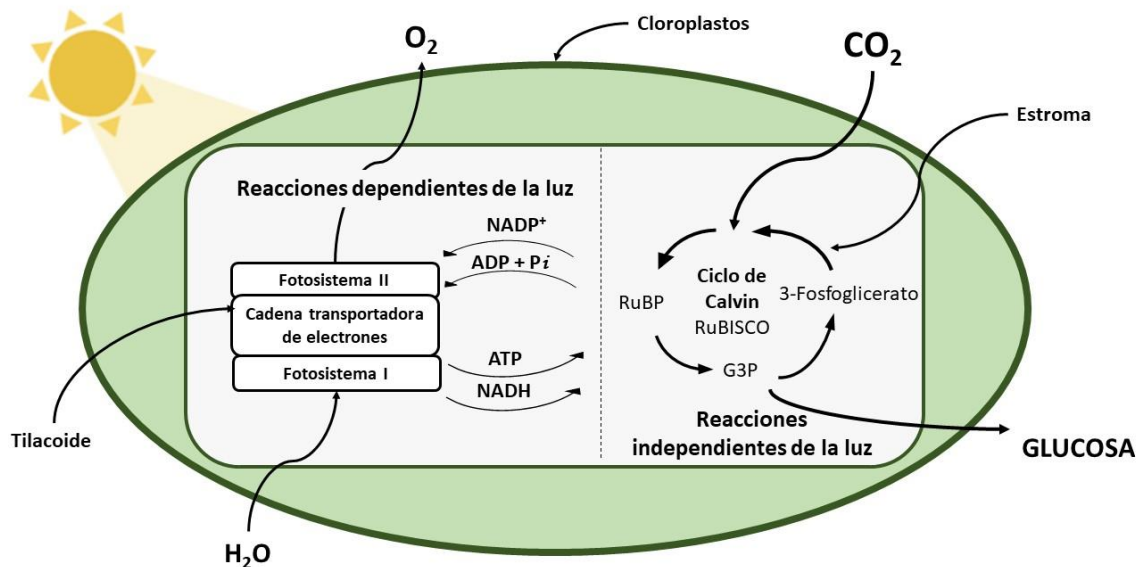 Cloroplastos
O₂
CO₂
Estroma
Reacciones dependientes de la luz
NADP⁺
ADP + Pi
Fotosistema II
Cadena transportadora
de electrones
Fotosistema I
ATP
NADH
Ciclo de
Calvin
RuBISCO
RuBP
3-Fosfoglicerato
G3P
Reacciones
independientes de la luz
Tilacoide
GLUCOSA
H₂O